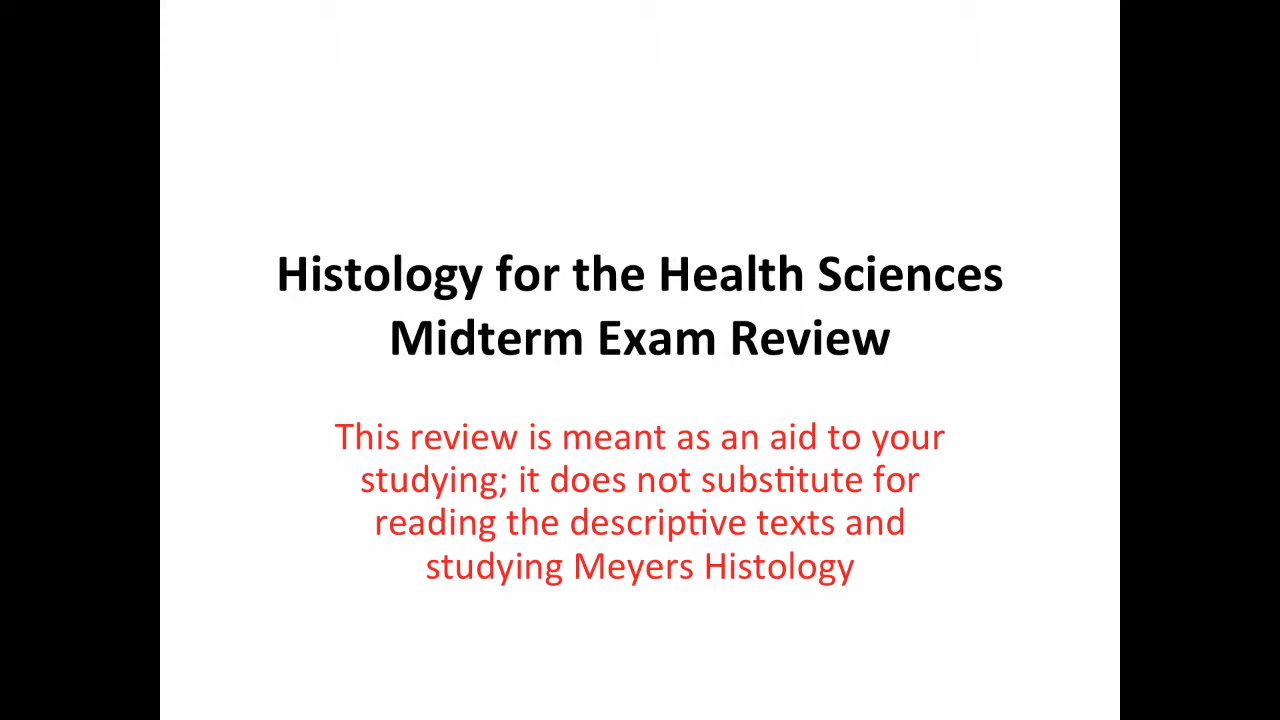 Histology for the Health Sciences
Midterm Exam Review
This review is meant as an aid to your
studying; it does not substitute for
reading the descriptive texts and
studying Meyers Histology